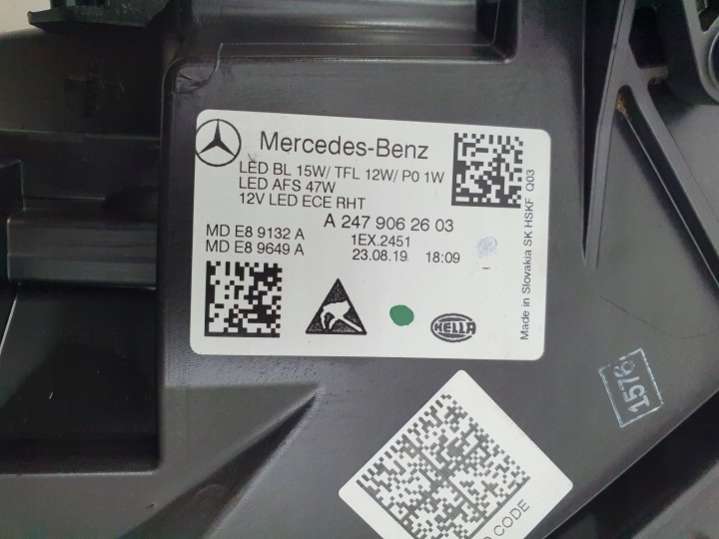 Mercedes-Benz
LED BL 15W/ TFL 12W/ P0 1W
LED AFS 47W
12V LED ECE RHT
A 247 906 26 03
MD E8 9132 A
MD E8 9649 A
1EX.2451
23.08.19 18:09
HELLA
Made in Slovakia SK HSKF Q03
1576
CODE